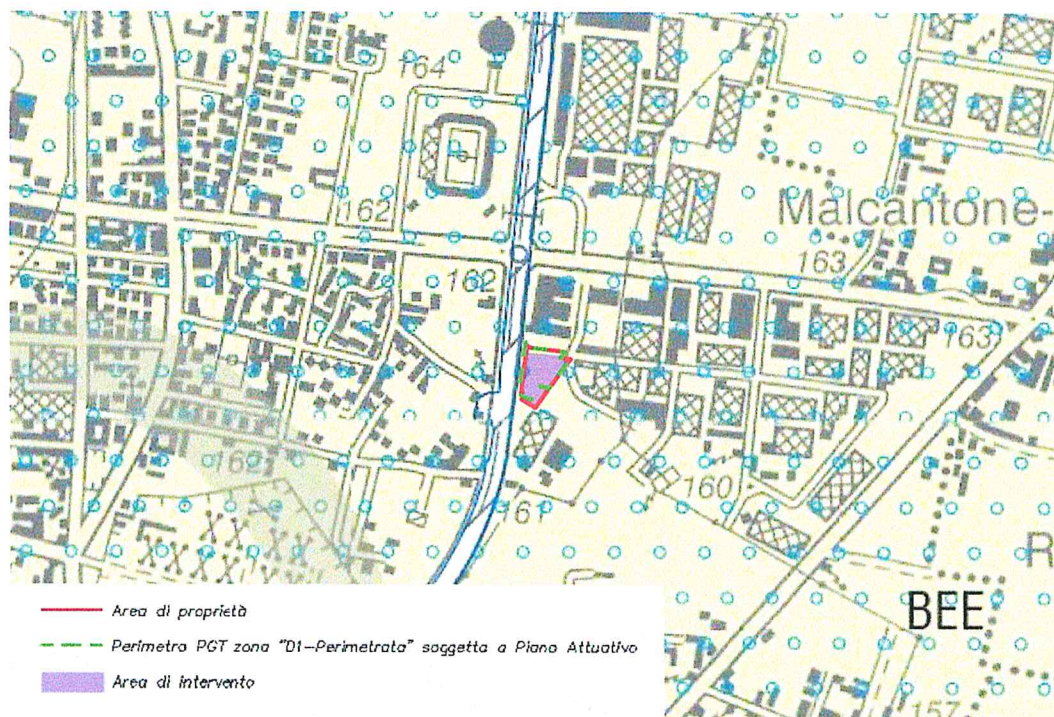 164
162
Malcantone-
163
162
163
162
160
161
R
BEE
157
Area di proprietà
Perimetro PGT zona "D1-Perimetrata" soggetta a Piano Attuativo
Area di intervento